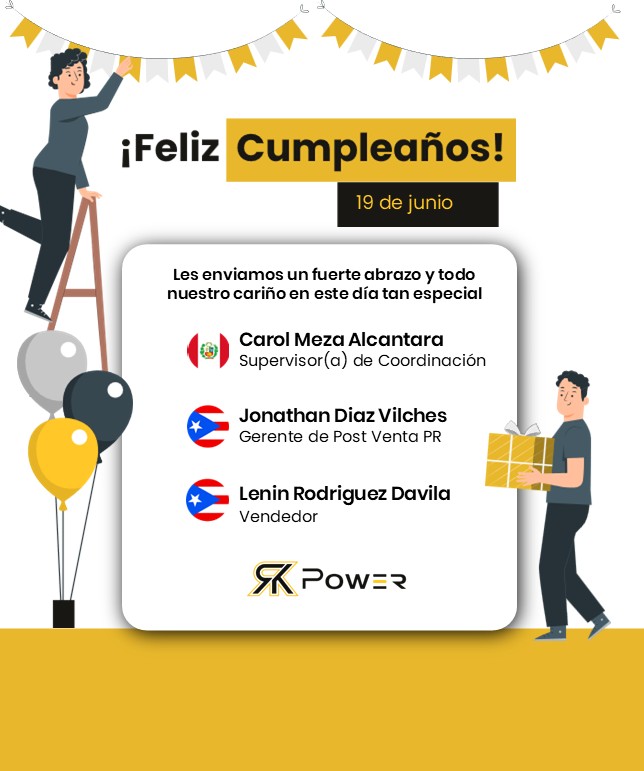 ¡Feliz Cumpleaños!
19 de junio
Les enviamos un fuerte abrazo y todo
nuestro cariño en este día tan especial
Carol Meza Alcantara
Supervisor(a) de Coordinación
Jonathan Diaz Vilches
Gerente de Post Venta PR
Lenin Rodriguez Davila
Vendedor
RK POWER